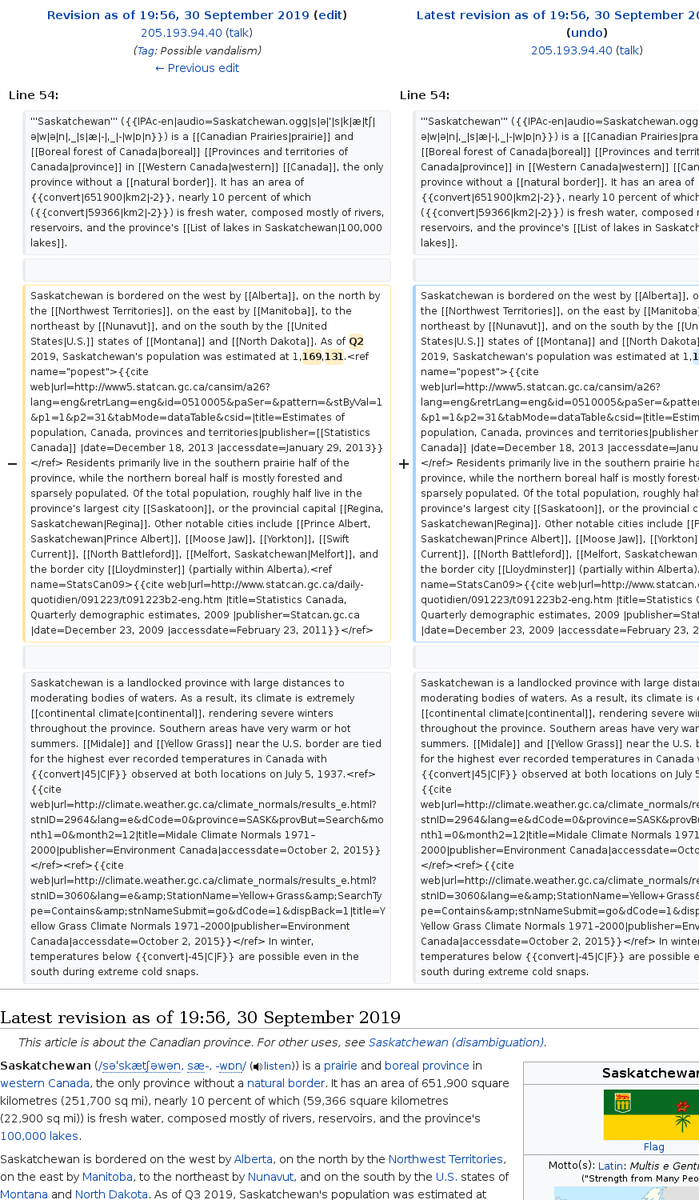 Revision as of 19:56, 30 September 2019 (edit)
205.193.94.40 (talk)
(Tag: Possible vandalism)
← Previous edit
Line 54:
'''Saskatchewan''' ({{IPAc-en|audio=Saskatchewan.ogg|s|ə|'|s|k|æ|tʃ|
ə|w|ə|n|,_|s|æ|-|,_|-|w|ɒ|n}}) is a [[Canadian Prairies|prairie]] and
[[Boreal forest of Canada|boreal]] [[Provinces and territories of
Canada|province]] in [[Western Canada|western]] [[Canada]], the only
province without a [[natural border]]. It has an area of
{{convert|651900|km2|-2}}, nearly 10 percent of which
({{convert|59366|km2|-2}}) is fresh water, composed mostly of rivers,
reservoirs, and the province's [[List of lakes in Saskatchewan|100,000
lakes]].
−
Saskatchewan is bordered on the west by [[Alberta]], on the north by
the [[Northwest Territories]], on the east by [[Manitoba]], to the
northeast by [[Nunavut]], and on the south by the [[United
States|U.S.]] states of [[Montana]] and [[North Dakota]]. As of Q2
2019, Saskatchewan's population was estimated at 1,169,131.<ref
name="popest">{{cite
web|url=http://www5.statcan.gc.ca/cansim/a26?
lang=eng&retrLang=eng&id=0510005&paSer=&pattern=&stByVal=1
&p1=1&p2=31&tabMode=dataTable&csid=|title=Estimates of
population, Canada, provinces and territories|publisher=[[Statistics
Canada]] |date=December 18, 2013 |accessdate=January 29, 2013}}
</ref> Residents primarily live in the southern prairie half of the
province, while the northern boreal half is mostly forested and
sparsely populated. Of the total population, roughly half live in the
province's largest city [[Saskatoon]], or the provincial capital [[Regina,
Saskatchewan|Regina]]. Other notable cities include [[Prince Albert,
Saskatchewan|Prince Albert]], [[Moose Jaw]], [[Yorkton]], [[Swift
Current]], [[North Battleford]], [[Melfort, Saskatchewan|Melfort]], and
the border city [[Lloydminster]] (partially within Alberta).<ref
name=StatsCan09>{{cite web|url=http://www.statcan.gc.ca/daily-
quotidien/091223/t091223b2-eng.htm |title=Statistics Canada,
Quarterly demographic estimates, 2009 |publisher=Statcan.gc.ca
|date=December 23, 2009 |accessdate=February 23, 2011}}</ref>
Saskatchewan is a landlocked province with large distances to
moderating bodies of waters. As a result, its climate is extremely
[[continental climate|continental]], rendering severe winters
throughout the province. Southern areas have very warm or hot
summers. [[Midale]] and [[Yellow Grass]] near the U.S. border are tied
for the highest ever recorded temperatures in Canada with
{{convert|45|C|F}} observed at both locations on July 5, 1937.<ref>
{{cite
web|url=http://climate.weather.gc.ca/climate_normals/results_e.html?
stnID=2964&lang=e&dCode=0&province=SASK&provBut=Search&mo
nth1=0&month2=12|title=Midale Climate Normals 1971–
2000|publisher=Environment Canada|accessdate=October 2, 2015}}
</ref><ref>{{cite
web|url=http://climate.weather.gc.ca/climate_normals/results_e.html?
stnID=3060&lang=e&amp;StationName=Yellow+Grass&amp;SearchTy
pe=Contains&amp;stnNameSubmit=go&dCode=1&dispBack=1|title=Y
ellow Grass Climate Normals 1971–2000|publisher=Environment
Canada|accessdate=October 2, 2015}}</ref> In winter,
temperatures below {{convert|-45|C|F}} are possible even in the
south during extreme cold snaps.
Latest revision as of 19:56, 30 September 20
(undo)
205.193.94.40 (talk)
Line 54:
'''Saskatchewan''' ({{IPAc-en|audio=Saskatchewan.og
ə|w|ə|n|,_|s|æ|-|,_|-|w|ɒ|n}}) is a [[Canadian Prairies|pra
[[Boreal forest of Canada|boreal]] [[Provinces and territor
Canada|province]] in [[Western Canada|western]] [[Can
province without a [[natural border]]. It has an area of
{{convert|651900|km2|-2}}, nearly 10 percent of which
({{convert|59366|km2|-2}}) is fresh water, composed m
reservoirs, and the province's [[List of lakes in Saskatche
lakes]].
+
Saskatchewan is bordered on the west by [[Alberta]], o
the [[Northwest Territories]], on the east by [[Manitoba
northeast by [[Nunavut]], and on the south by the [[Un
States|U.S.]] states of [[Montana]] and [[North Dakota
2019, Saskatchewan's population was estimated at 1,1
name="popest">{{cite
web|url=http://www5.statcan.gc.ca/cansim/a26?
lang=eng&retrLang=eng&id=0510005&paSer=&patter
&p1=1&p2=31&tabMode=dataTable&csid=|title=Estima
population, Canada, provinces and territories|publishe
Canada]] |date=December 18, 2013 |accessdate=Janu
</ref> Residents primarily live in the southern prairie ha
province, while the northern boreal half is mostly forest
sparsely populated. Of the total population, roughly half
province's largest city [[Saskatoon]], or the provincial ca
Saskatchewan|Regina]]. Other notable cities include [[P
Saskatchewan|Prince Albert]], [[Moose Jaw]], [[Yorkton
Current]], [[North Battleford]], [[Melfort, Saskatchewan
the border city [[Lloydminster]] (partially within Alberta).
name=StatsCan09>{{cite web|url=http://www.statcan.
quotidien/091223/t091223b2-eng.htm |title=Statistics C
Quarterly demographic estimates, 2009 |publisher=Stat
|date=December 23, 2009 |accessdate=February 23, 2
Saskatchewan is a landlocked province with large dista
moderating bodies of waters. As a result, its climate is e
[[continental climate|continental]], rendering severe wi
throughout the province. Southern areas have very war
summers. [[Midale]] and [[Yellow Grass]] near the U.S. b
for the highest ever recorded temperatures in Canada w
{{convert|45|C|F}} observed at both locations on July 5
{{cite
web|url=http://climate.weather.gc.ca/climate_normals/re
stnID=2964&lang=e&dCode=0&province=SASK&provBu
nth1=0&month2=12|title=Midale Climate Normals 1971
2000|publisher=Environment Canada|accessdate=Octo
</ref><ref>{{cite
web|url=http://climate.weather.gc.ca/climate_normals/re
stnID=3060&lang=e&amp;StationName=Yellow+Grass&
pe=Contains&amp;stnNameSubmit=go&dCode=1&disp
Yellow Grass Climate Normals 1971–2000|publisher=Env
Canada|accessdate=October 2, 2015}}</ref> In winter
temperatures below {{convert|-45|C|F}} are possible e
south during extreme cold snaps.
Latest revision as of 19:56, 30 September 2019
This article is about the Canadian province. For other uses, see Saskatchewan (disambiguation).
Saskatchewan (/səˈskætʃəwən, sæ-, -wɒn/ (listen)) is a prairie and boreal province in
western Canada, the only province without a natural border. It has an area of 651,900 square
kilometres (251,700 sq mi), nearly 10 percent of which (59,366 square kilometres
(22,900 sq mi)) is fresh water, composed mostly of rivers, reservoirs, and the province's
100,000 lakes.
Saskatchewan is bordered on the west by Alberta, on the north by the Northwest Territories,
on the east by Manitoba, to the northeast by Nunavut, and on the south by the U.S. states of
Montana and North Dakota. As of Q3 2019, Saskatchewan's population was estimated at
Saskatchewan
Flag
Motto(s): Latin: Multis e Genti
("Strength from Many Pe